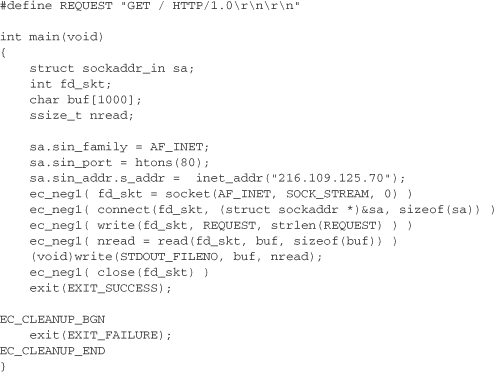 #define REQUEST "GET / HTTP/1.0\r\n\r\n"
int main(void)
{
struct sockaddr_in sa;
int fd_skt;
char buf[1000];
ssize_t nread;
sa.sin_family = AF_INET;
sa.sin_port = htons(80);
sa.sin_addr.s_addr =  inet_addr("216.109.125.70");
ec_neg1( fd_skt = socket(AF_INET, SOCK_STREAM, 0) )
ec_neg1( connect(fd_skt, (struct sockaddr *)&sa, sizeof(sa)) )
ec_neg1( write(fd_skt, REQUEST, strlen(REQUEST) ) )
ec_neg1( nread = read(fd_skt, buf, sizeof(buf)) )
(void)write(STDOUT_FILENO, buf, nread);
ec_neg1( close(fd_skt) )
exit(EXIT_SUCCESS);
EC_CLEANUP_BGN
exit(EXIT_FAILURE);
EC_CLEANUP_END
}